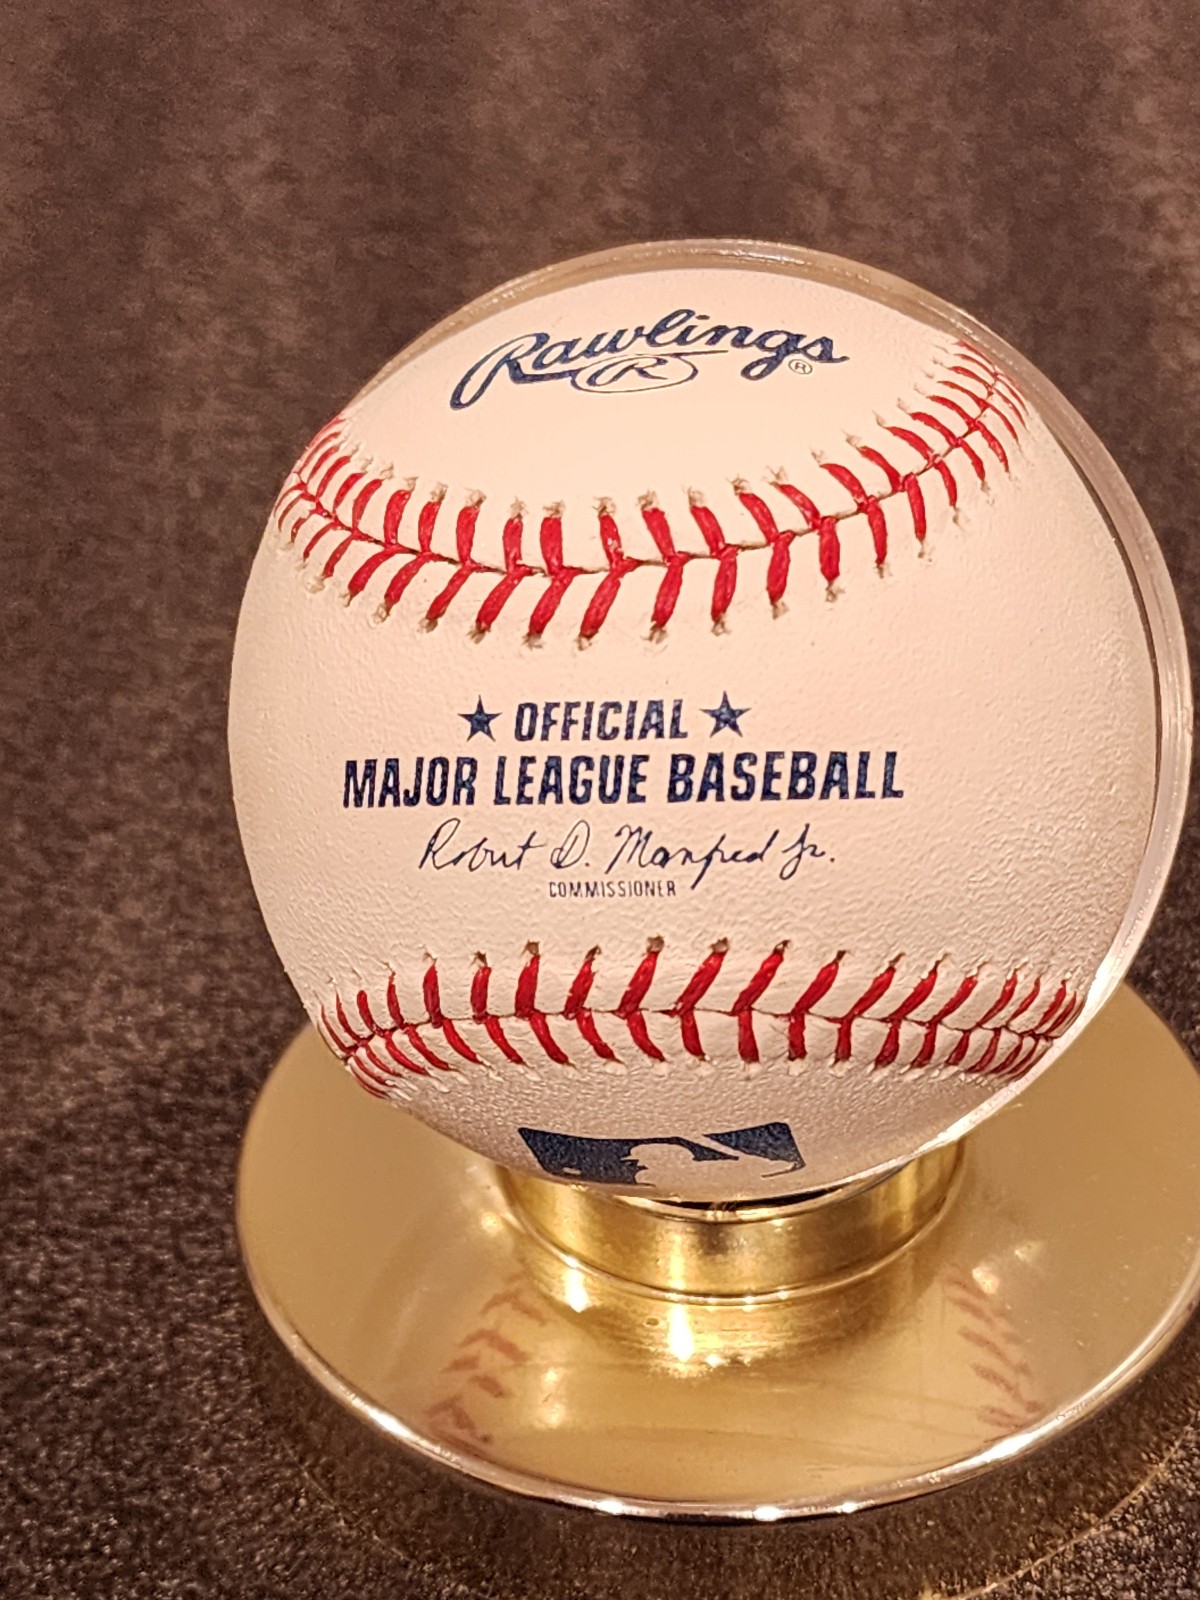 Rawlings
R ®
★ OFFICIAL ★
MAJOR LEAGUE BASEBALL
Robert D. Manfred Jr.
COMMISSIONER